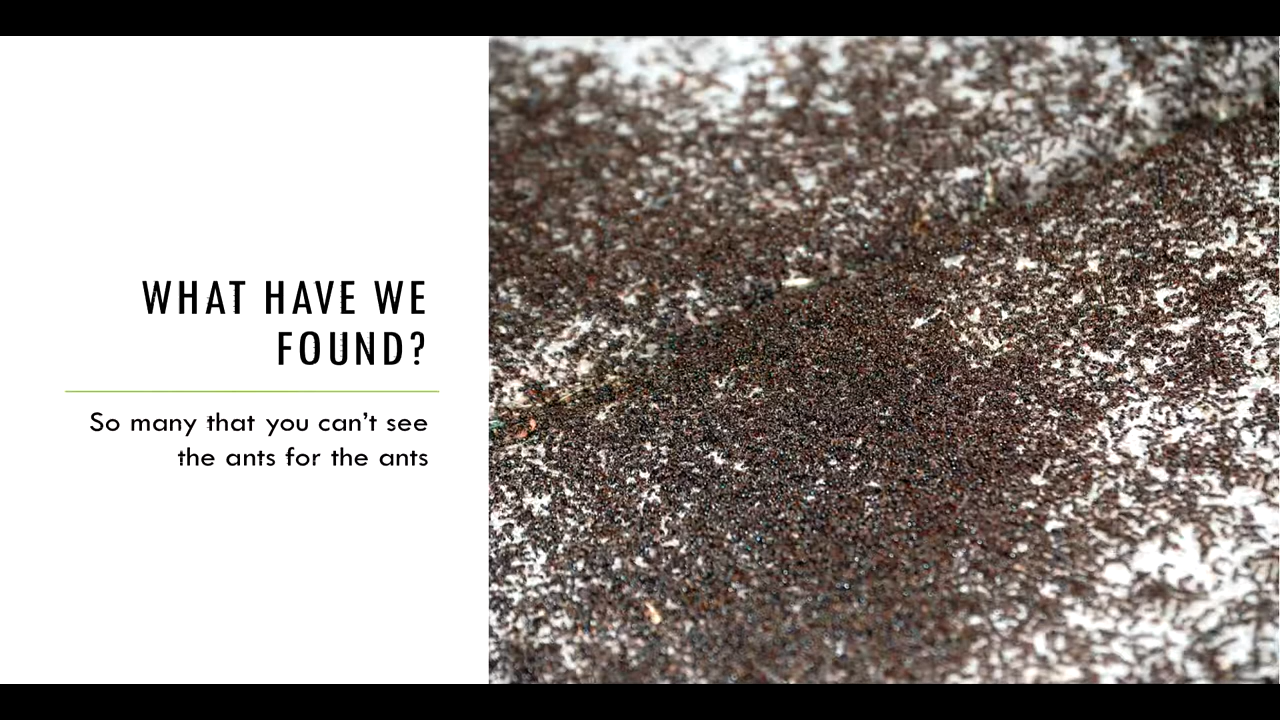 WHAT HAVE WE
FOUND?
So many that you can’t see
the ants for the ants